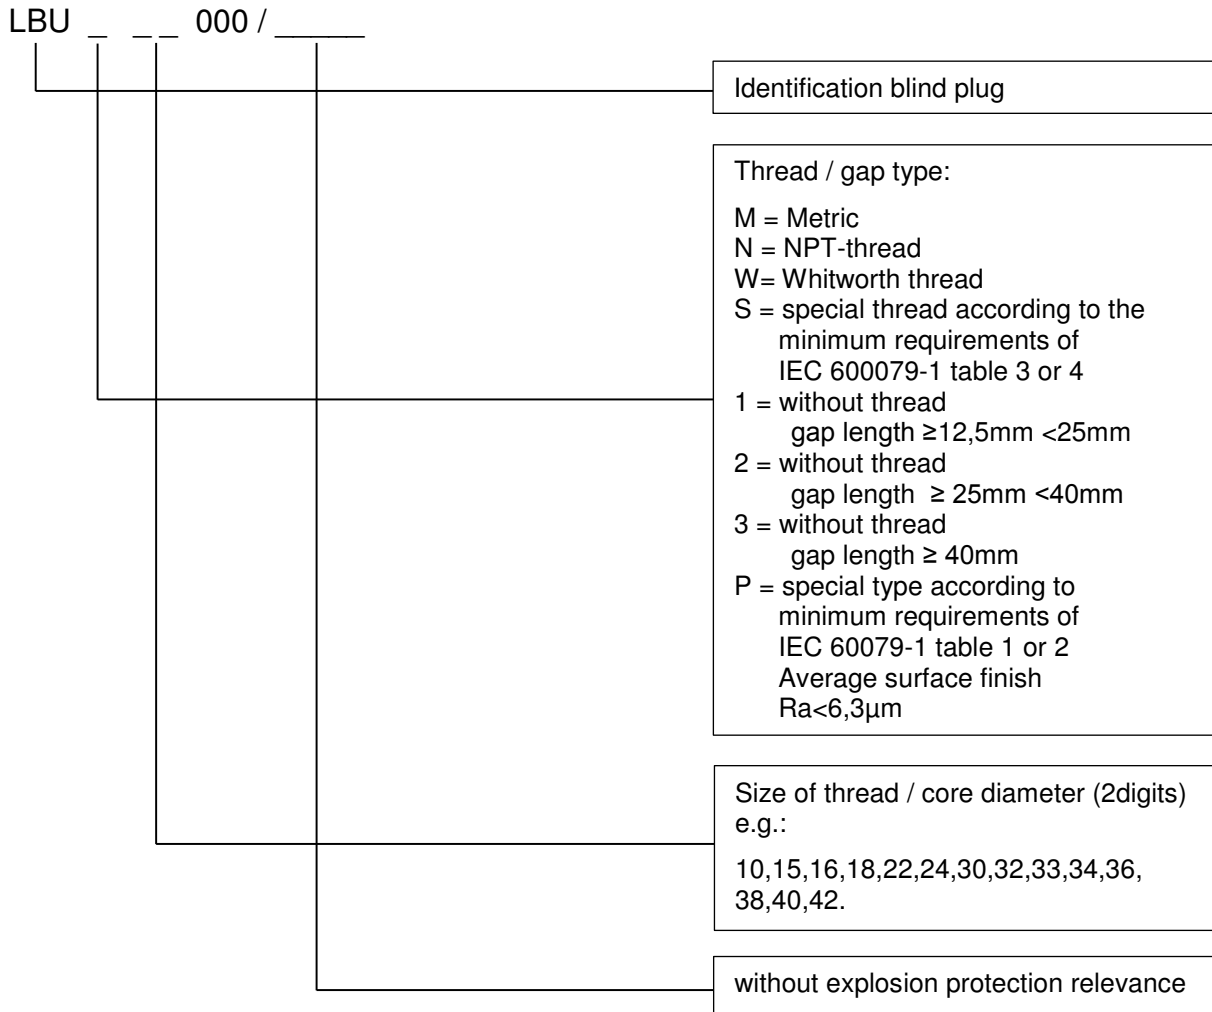 LBU _ _ _ 000 / _____
Identification blind plug
Thread / gap type:
M = Metric
N = NPT-thread
W= Whitworth thread
S = special thread according to the
minimum requirements of
IEC 600079-1 table 3 or 4
1 = without thread
gap length ≥12,5mm <25mm
2 = without thread
gap length ≥ 25mm <40mm
3 = without thread
gap length ≥ 40mm
P = special type according to
minimum requirements of
IEC 60079-1 table 1 or 2
Average surface finish
Ra<6,3µm
Size of thread / core diameter (2digits)
e.g.:
10,15,16,18,22,24,30,32,33,34,36,
38,40,42.
without explosion protection relevance